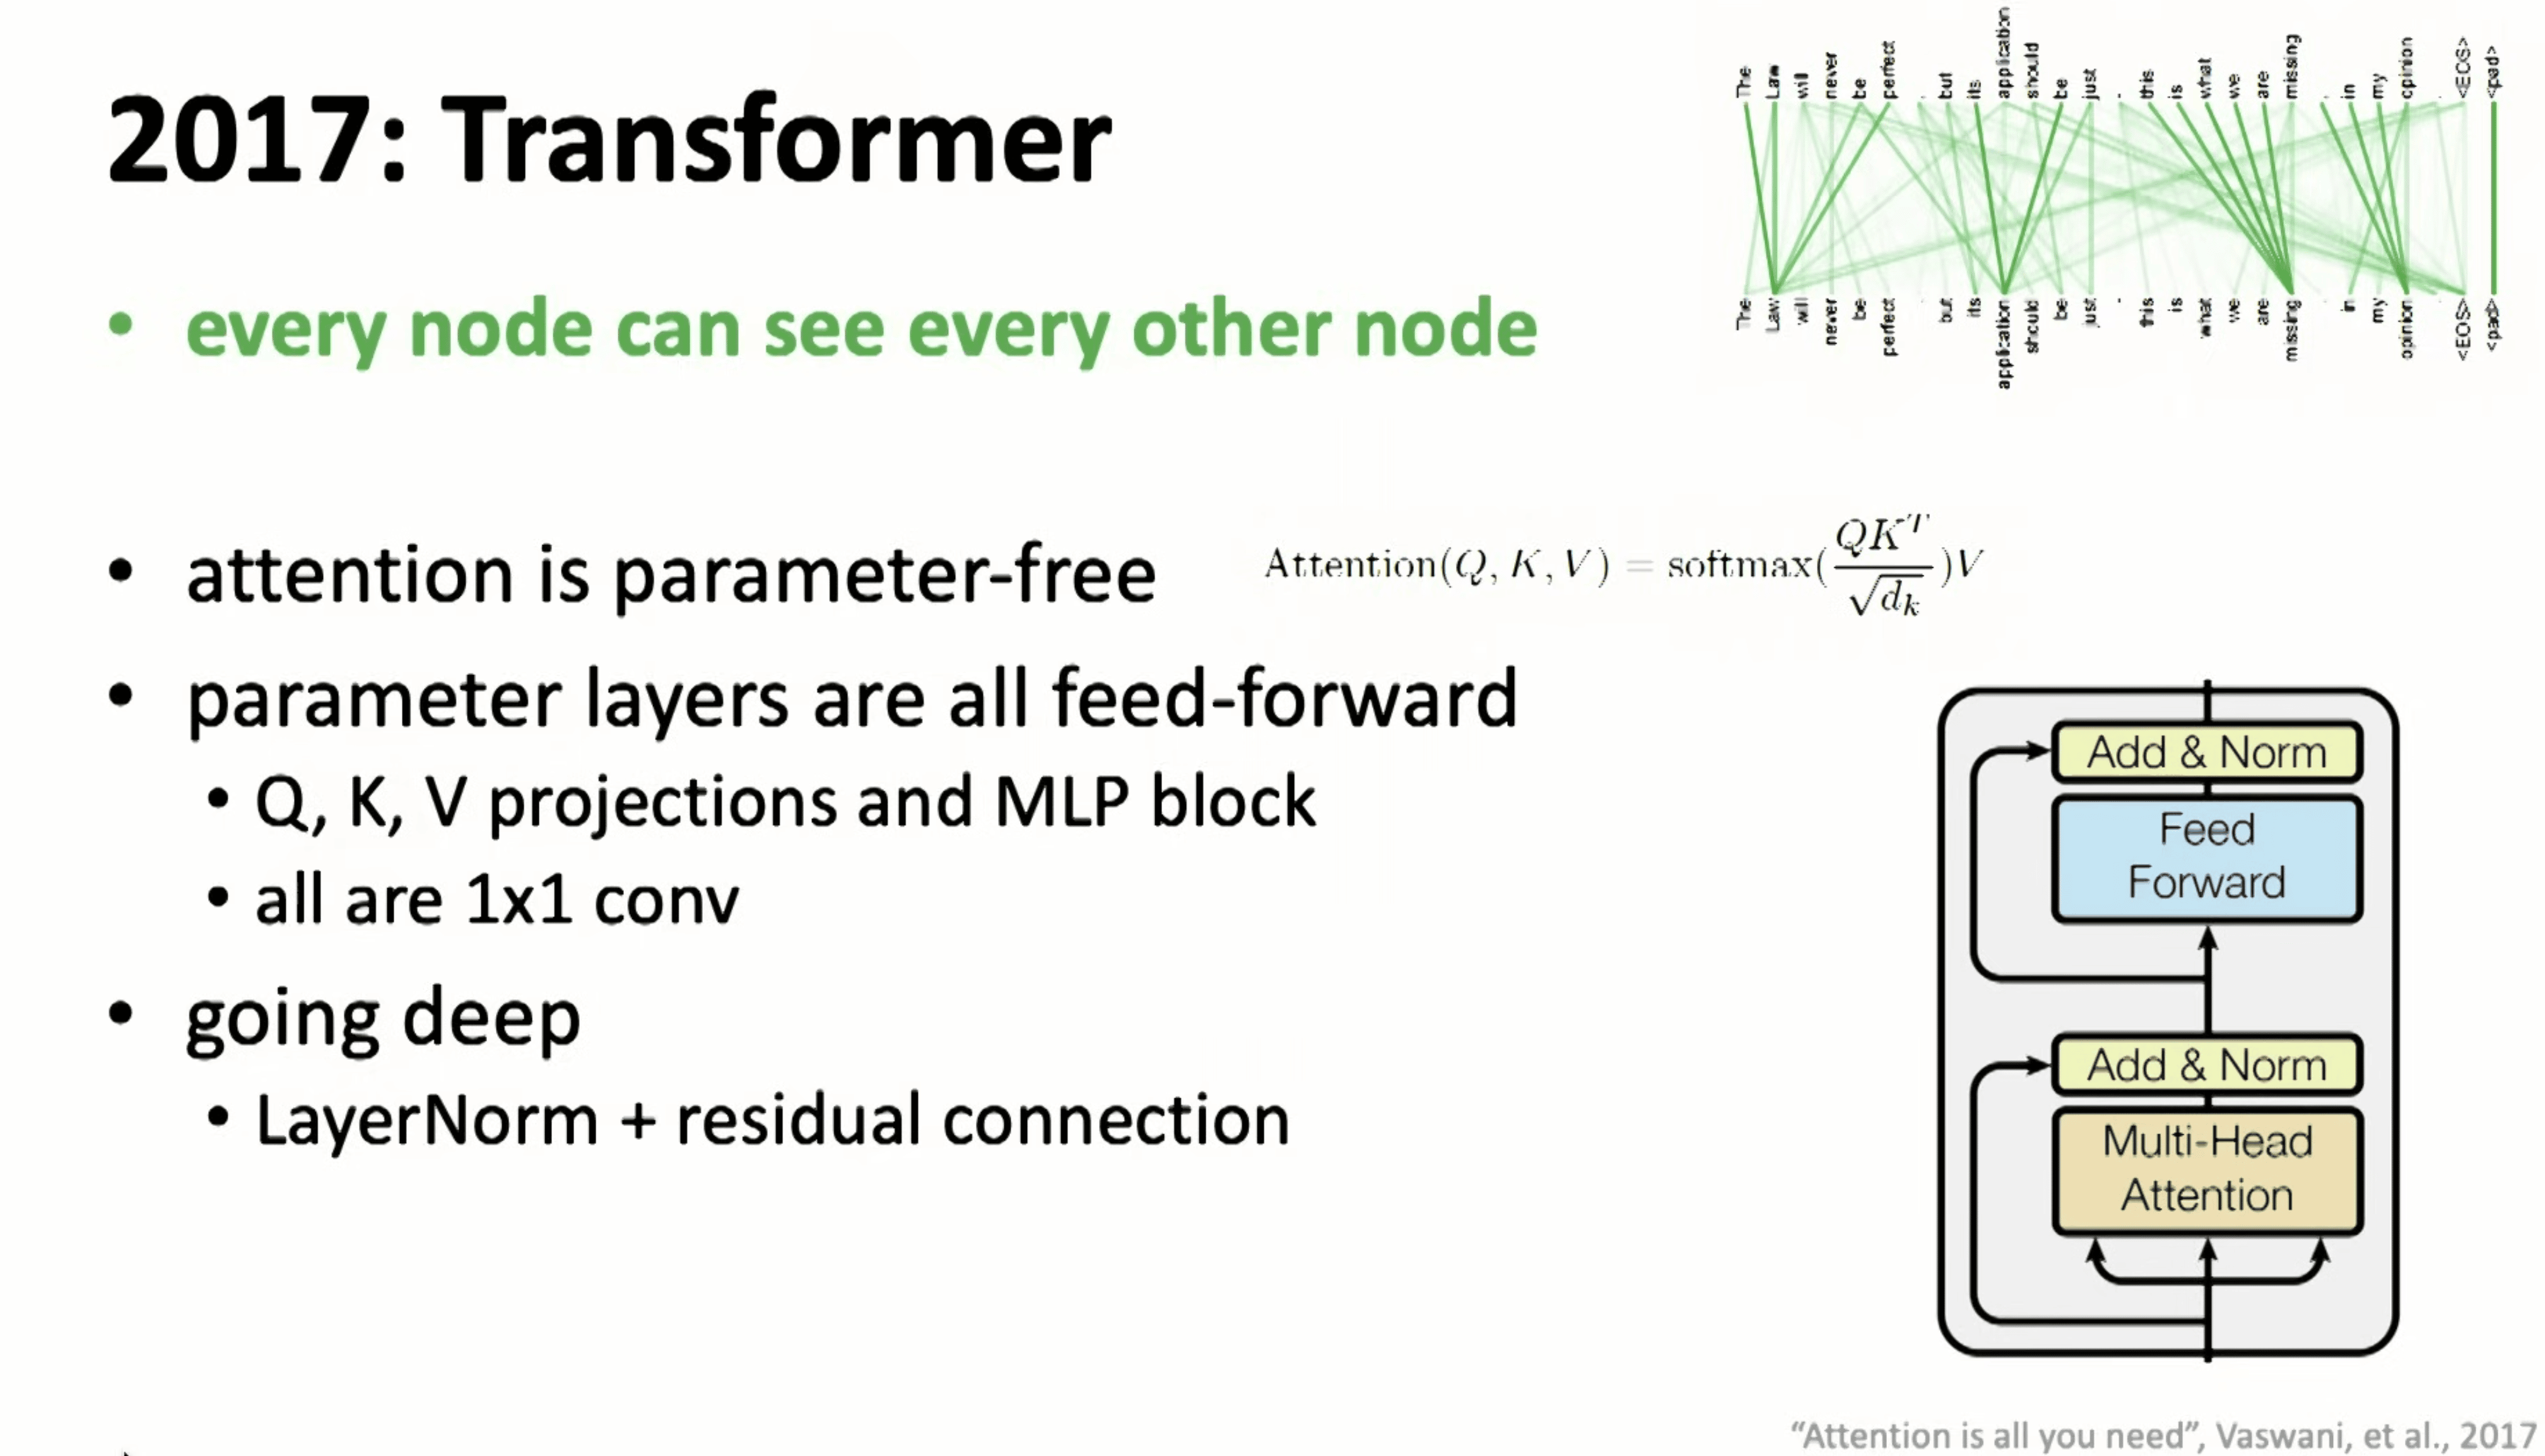 2017: Transformer
• every node can see every other node
The Law will never be perfect , but its application should be just - this is what we are missing , in my opinion . <EOS> <pad>
The Law will never be perfect , but its application should be just - this is what we are missing , in my opinion . <EOS> <pad>
• attention is parameter-free
Attention(Q, K, V) = softmax(QK^T / √d_k)V
• parameter layers are all feed-forward
• Q, K, V projections and MLP block
• all are 1x1 conv
• going deep
• LayerNorm + residual connection
Add & Norm
Feed
Forward
Add & Norm
Multi-Head
Attention
“Attention is all you need”, Vaswani, et al., 2017